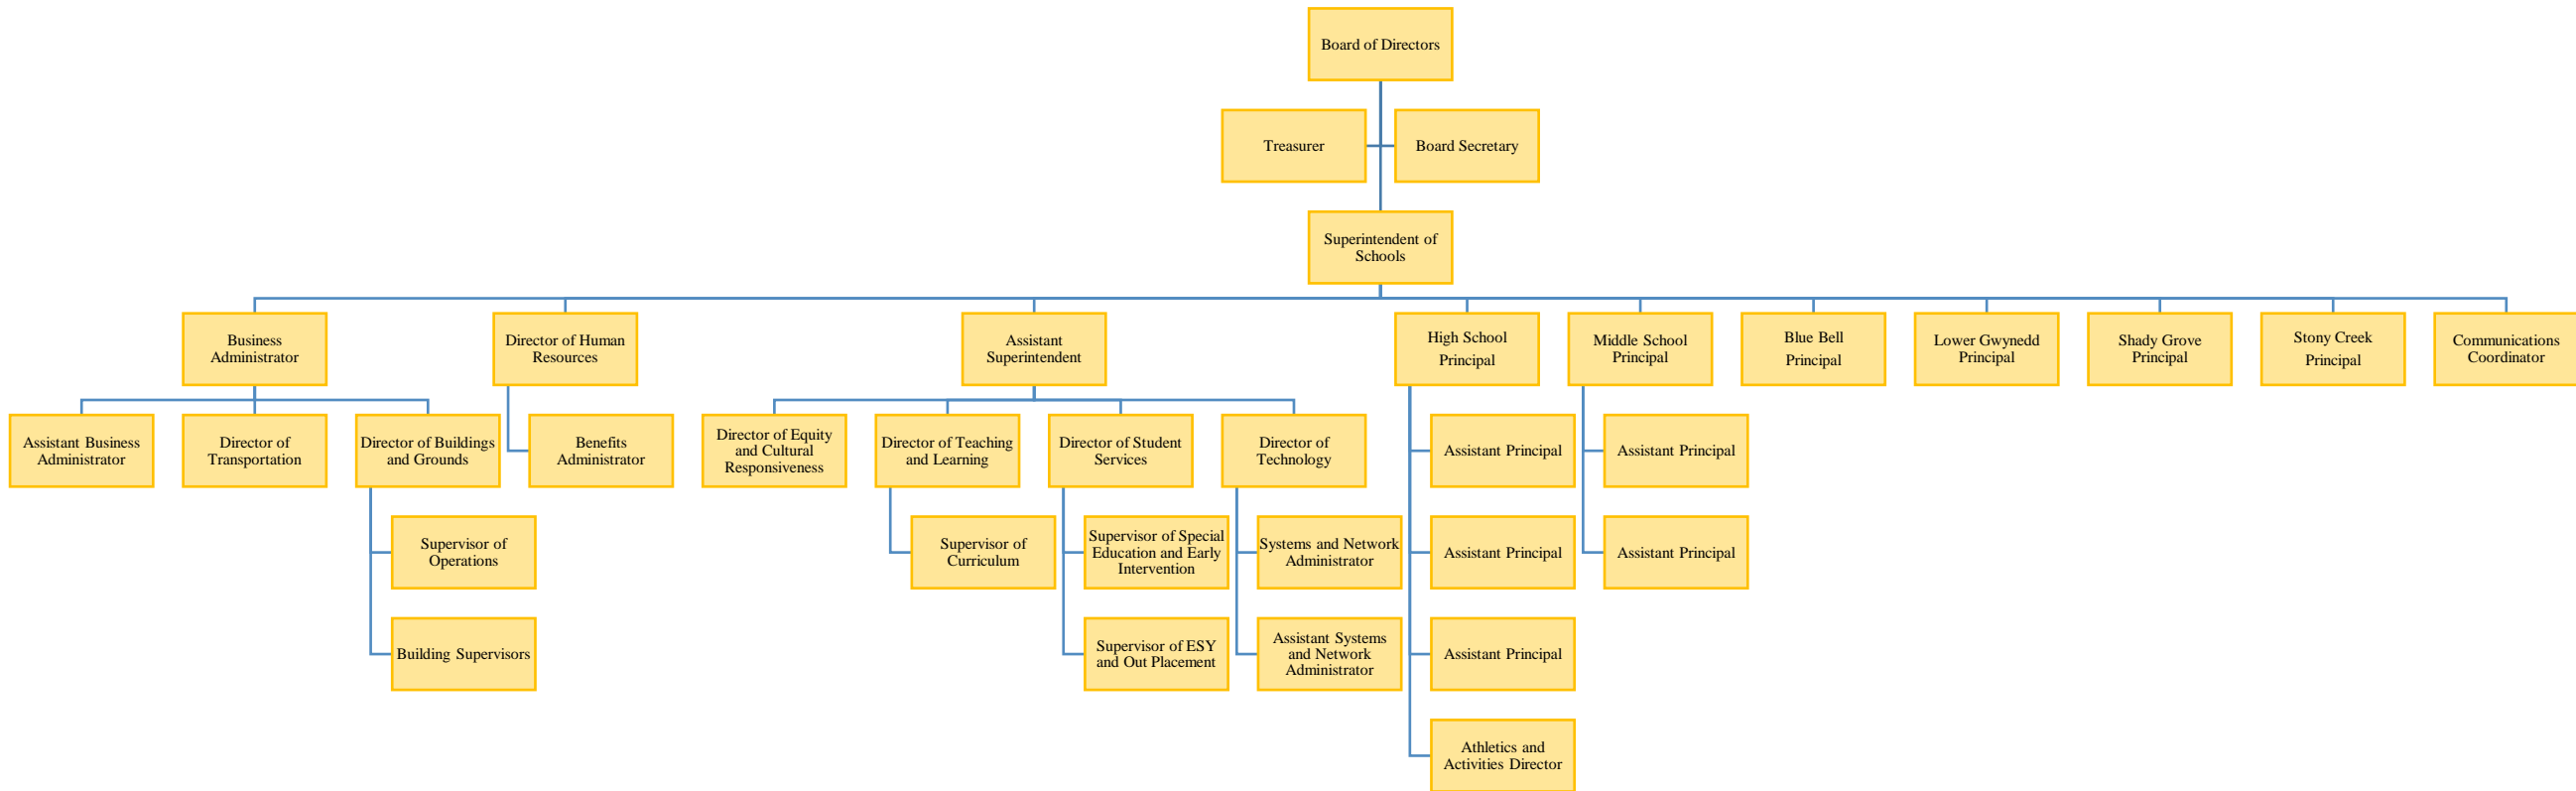 Board of Directors
Treasurer
Board Secretary
Superintendent of
Schools
Business
Administrator
Director of Human
Resources
Assistant
Superintendent
High School
Principal
Middle School
Principal
Blue Bell
Principal
Lower Gwynedd
Principal
Shady Grove
Principal
Stony Creek
Principal
Communications
Coordinator
Assistant Business
Administrator
Director of
Transportation
Director of Buildings
and Grounds
Benefits
Administrator
Director of Equity
and Cultural
Responsiveness
Director of Teaching
and Learning
Director of Student
Services
Director of
Technology
Assistant Principal
Assistant Principal
Supervisor of
Operations
Supervisor of
Curriculum
Supervisor of Special
Education and Early
Intervention
Systems and Network
Administrator
Assistant Principal
Assistant Principal
Building Supervisors
Supervisor of ESY
and Out Placement
Assistant Systems
and Network
Administrator
Assistant Principal
Athletics and
Activities Director